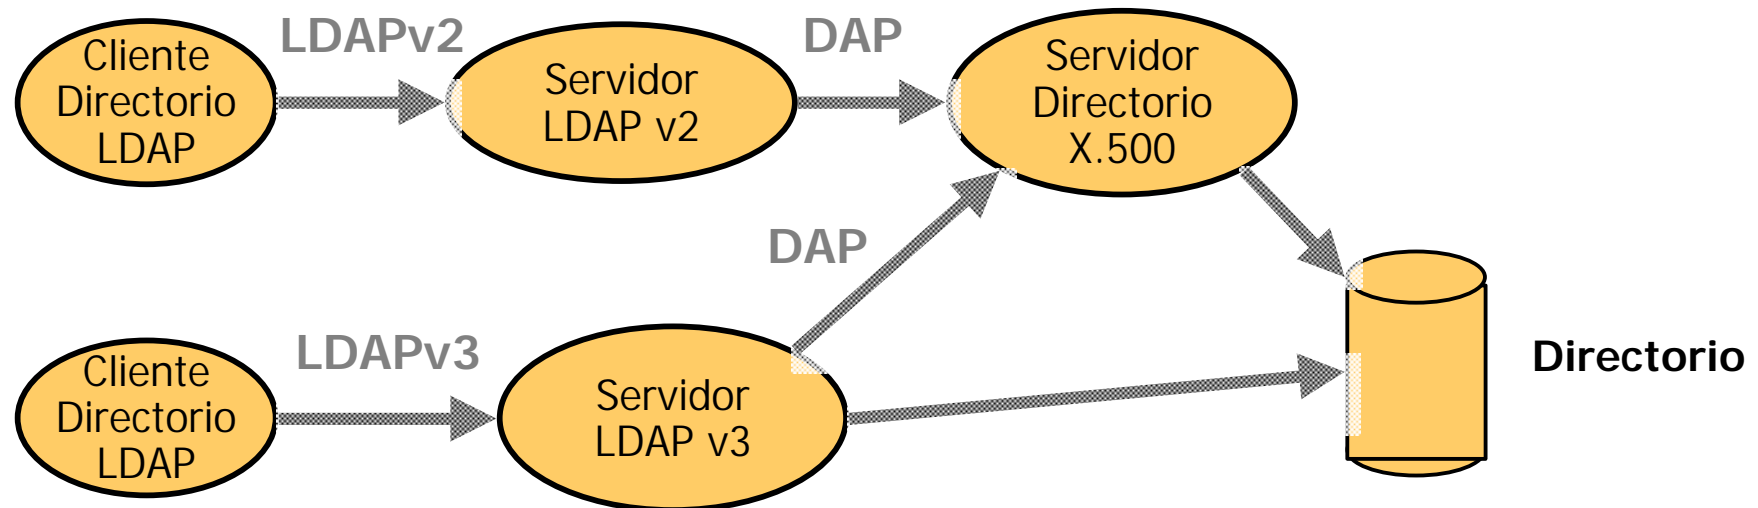 LDAPv2
DAP
Cliente
Directorio
LDAP
Servidor
LDAP v2
Servidor
Directorio
X.500
DAP
LDAPv3
Cliente
Directorio
LDAP
Servidor
LDAP v3
Directorio